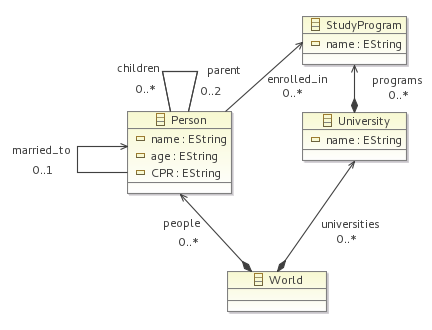 StudyProgram
name : EString
children
parent
0..*
0..2
enrolled_in
0..*
programs
0..*
Person
name : EString
age : EString
CPR : EString
University
name : EString
married_to
0..1
people
0..*
universities
0..*
World